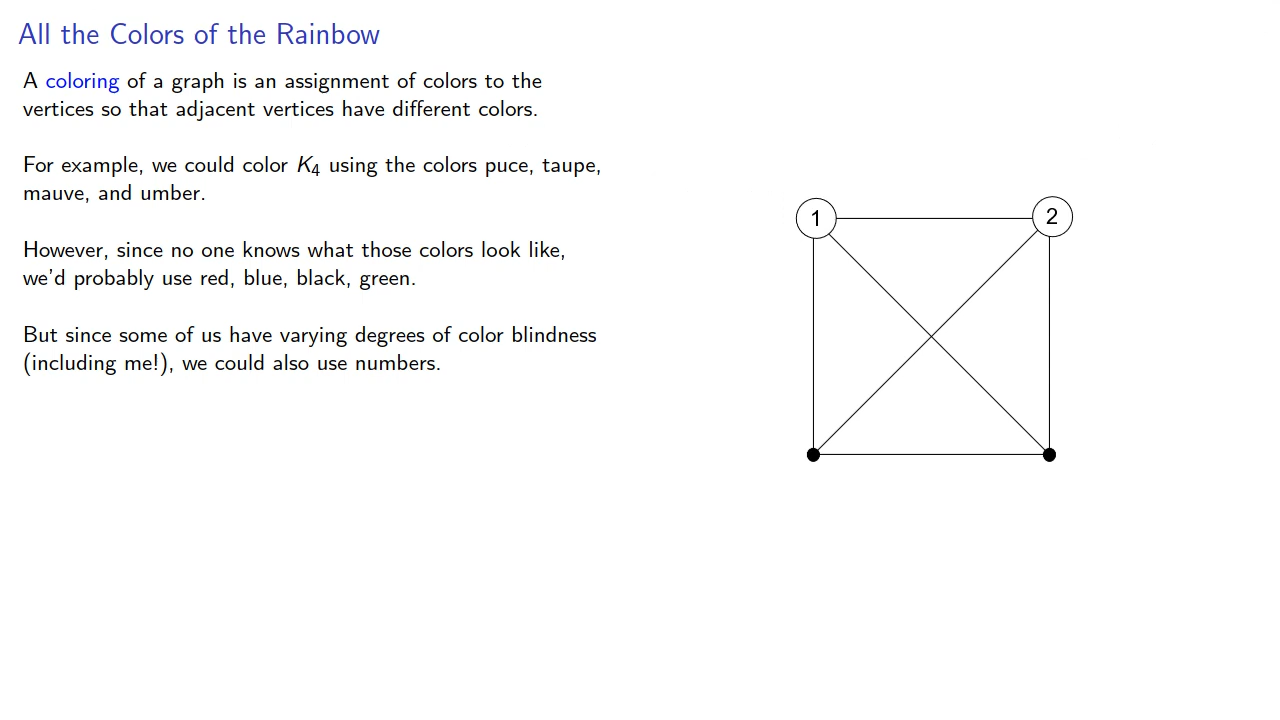 All the Colors of the Rainbow
A coloring of a graph is an assignment of colors to the
vertices so that adjacent vertices have different colors.
For example, we could color K₄ using the colors puce, taupe,
mauve, and umber.
However, since no one knows what those colors look like,
we'd probably use red, blue, black, green.
But since some of us have varying degrees of color blindness
(including me!), we could also use numbers.
1
2